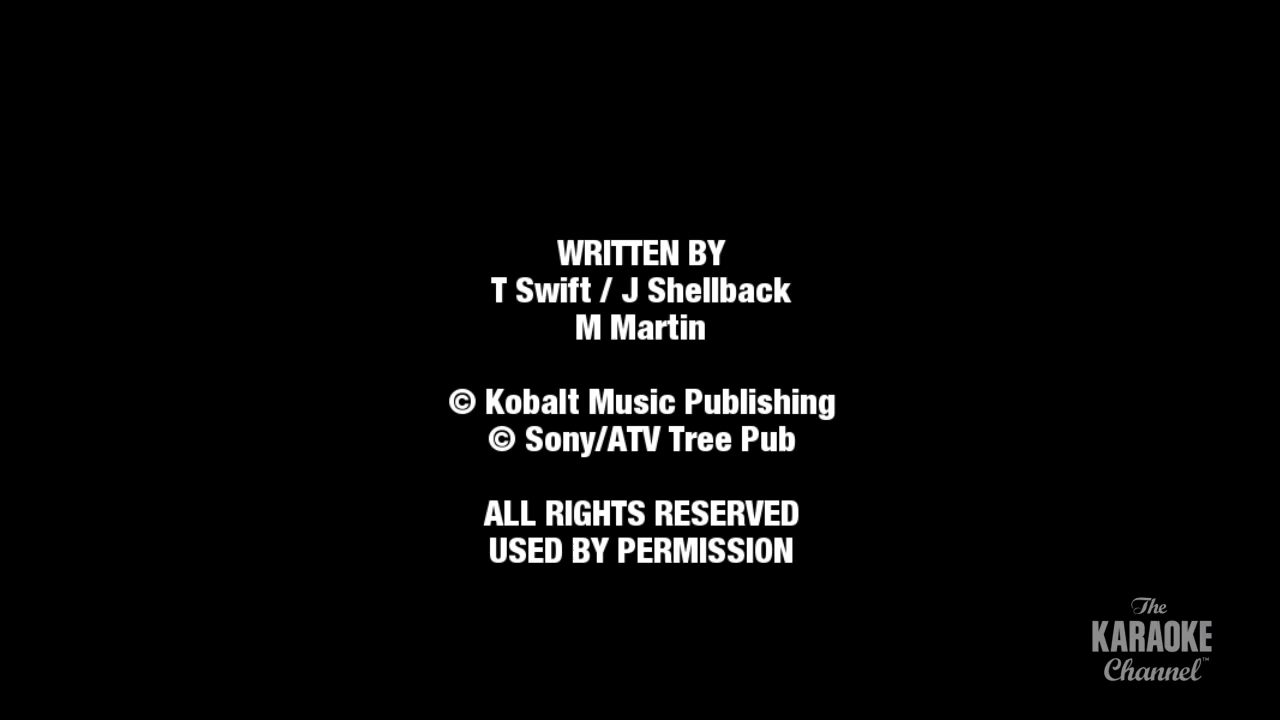 WRITTEN BY
T Swift / J Shellback
M Martin
© Kobalt Music Publishing
© Sony/ATV Tree Pub
ALL RIGHTS RESERVED
USED BY PERMISSION
The
KARAOKE
Channel™